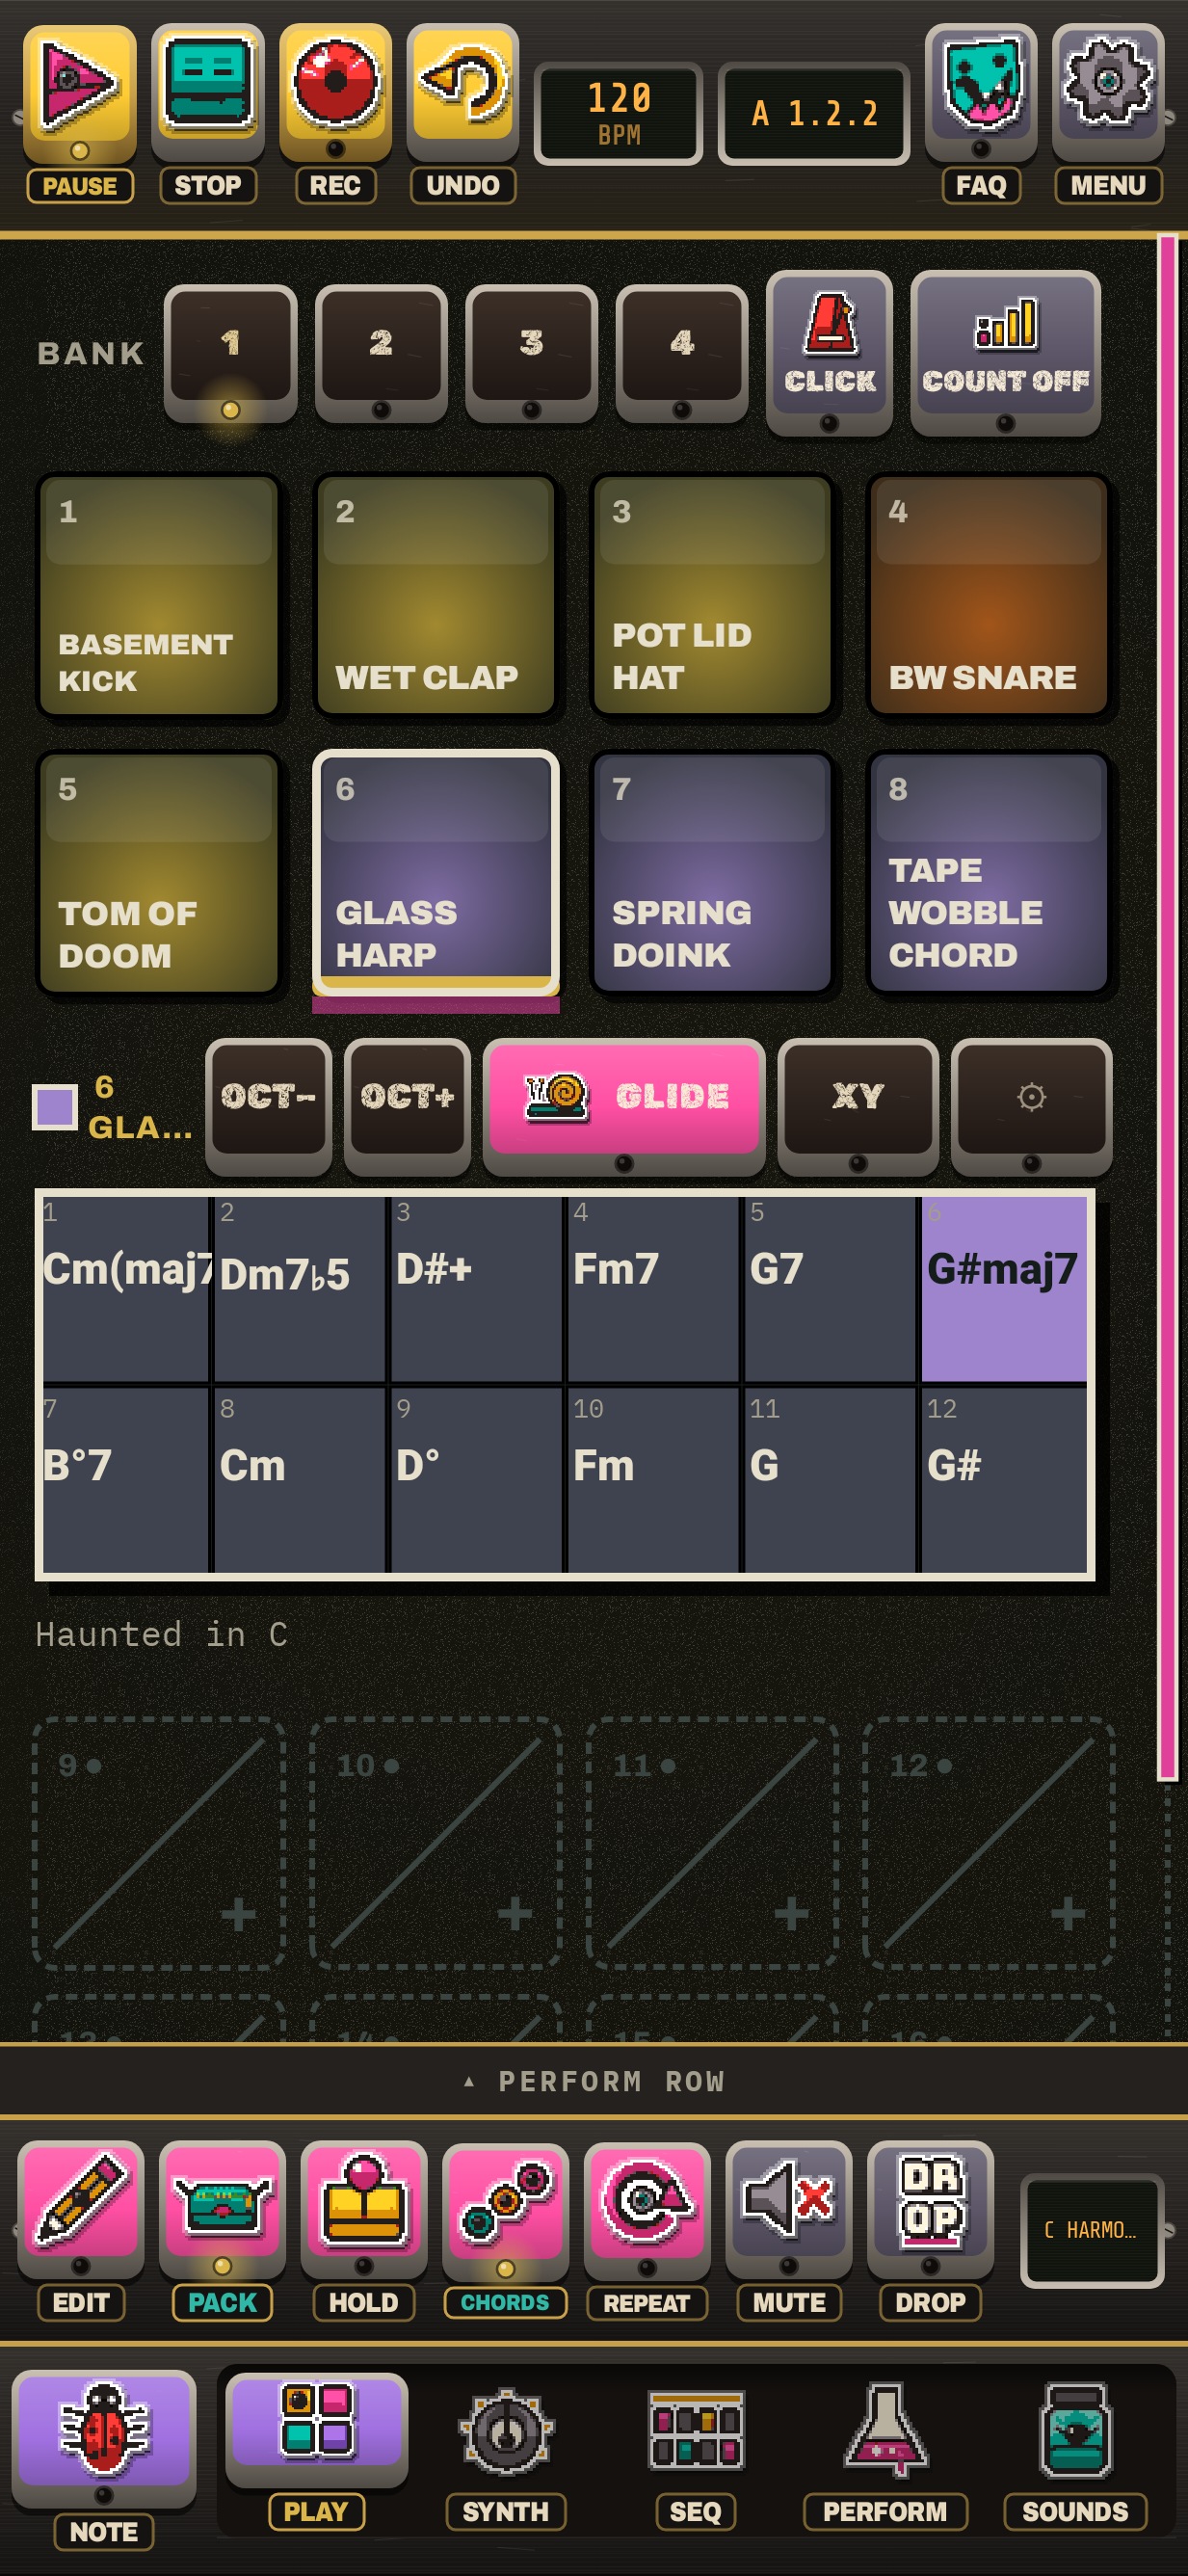 120
BPM
A 1.2.2
PAUSE
STOP
REC
UNDO
FAQ
MENU
BANK
1
2
3
4
CLICK
COUNT OFF
1
BASEMENT
KICK
2
WET CLAP
3
POT LID
HAT
4
BW SNARE
5
TOM OF
DOOM
6
GLASS
HARP
7
SPRING
DOINK
8
TAPE
WOBBLE
CHORD
6
GLA...
OCT-
OCT+
GLIDE
XY
1
Cm(maj7
2
Dm7♭5
3
D#+
4
Fm7
5
G7
6
G#maj7
7
B°7
8
Cm
9
D°
10
Fm
11
G
12
G#
Haunted in C
9
10
11
12
13
14
15
16
▲ PERFORM ROW
DROP
C HARMO…
EDIT
PACK
HOLD
CHORDS
REPEAT
MUTE
DROP
NOTE
PLAY
SYNTH
SEQ
PERFORM
SOUNDS